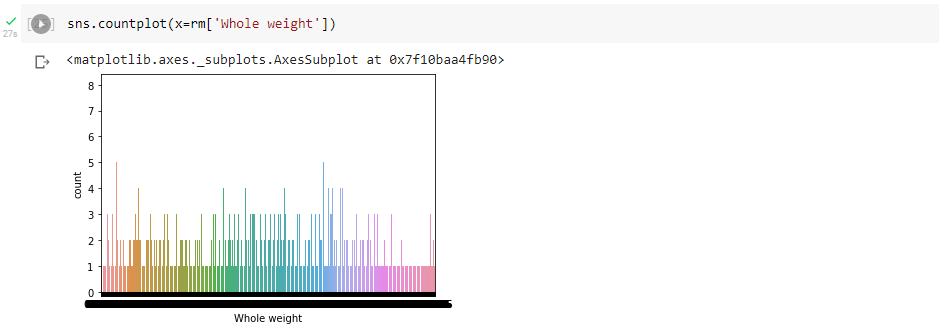 sns.countplot(x=rm['Whole weight'])
27s
<matplotlib.axes._subplots.AxesSubplot at 0x7f10baa4fb90>
8
7
6
5
4
3
2
1
0
count
Whole weight